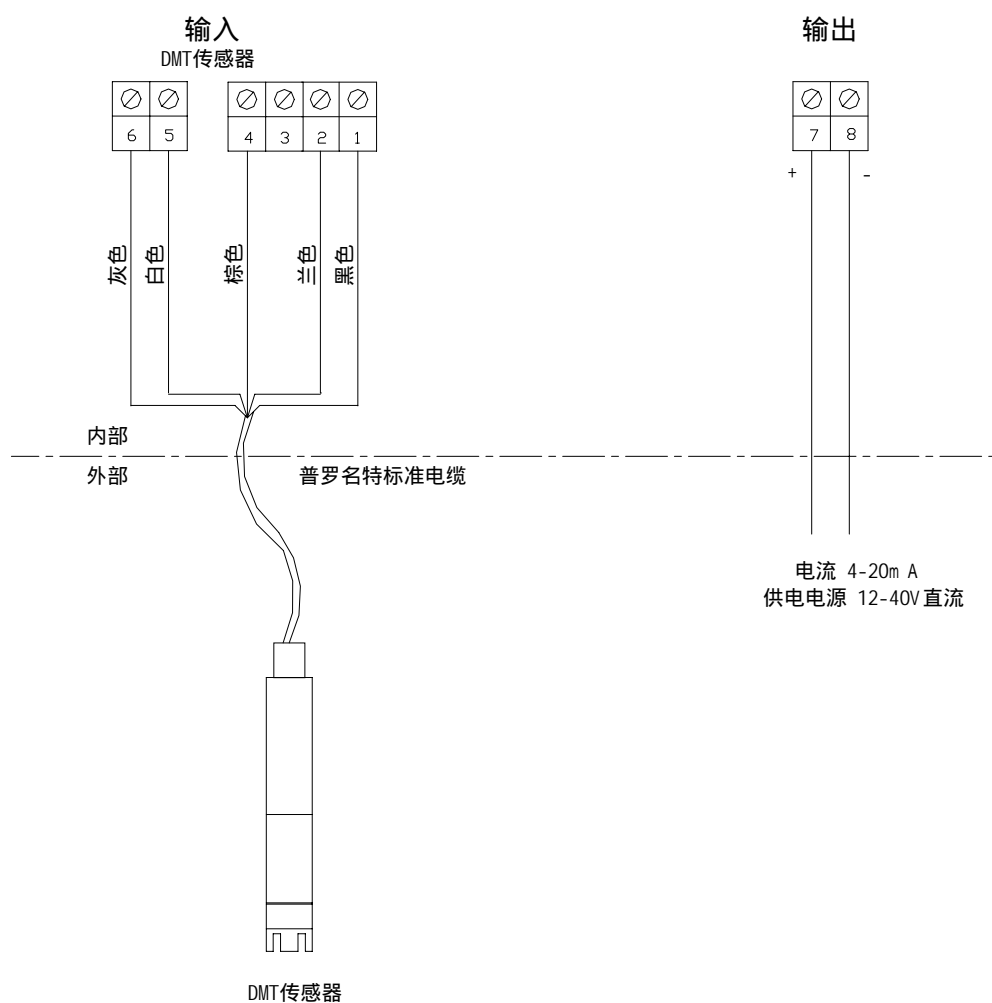 输入
DMT传感器
输出
6 5 4 3 2 1
7 8
+ -
灰色 白色 棕色 兰色 黑色
内部
外部
普罗名特标准电缆
电流 4-20m A
供电电源 12-40V直流
DMT传感器